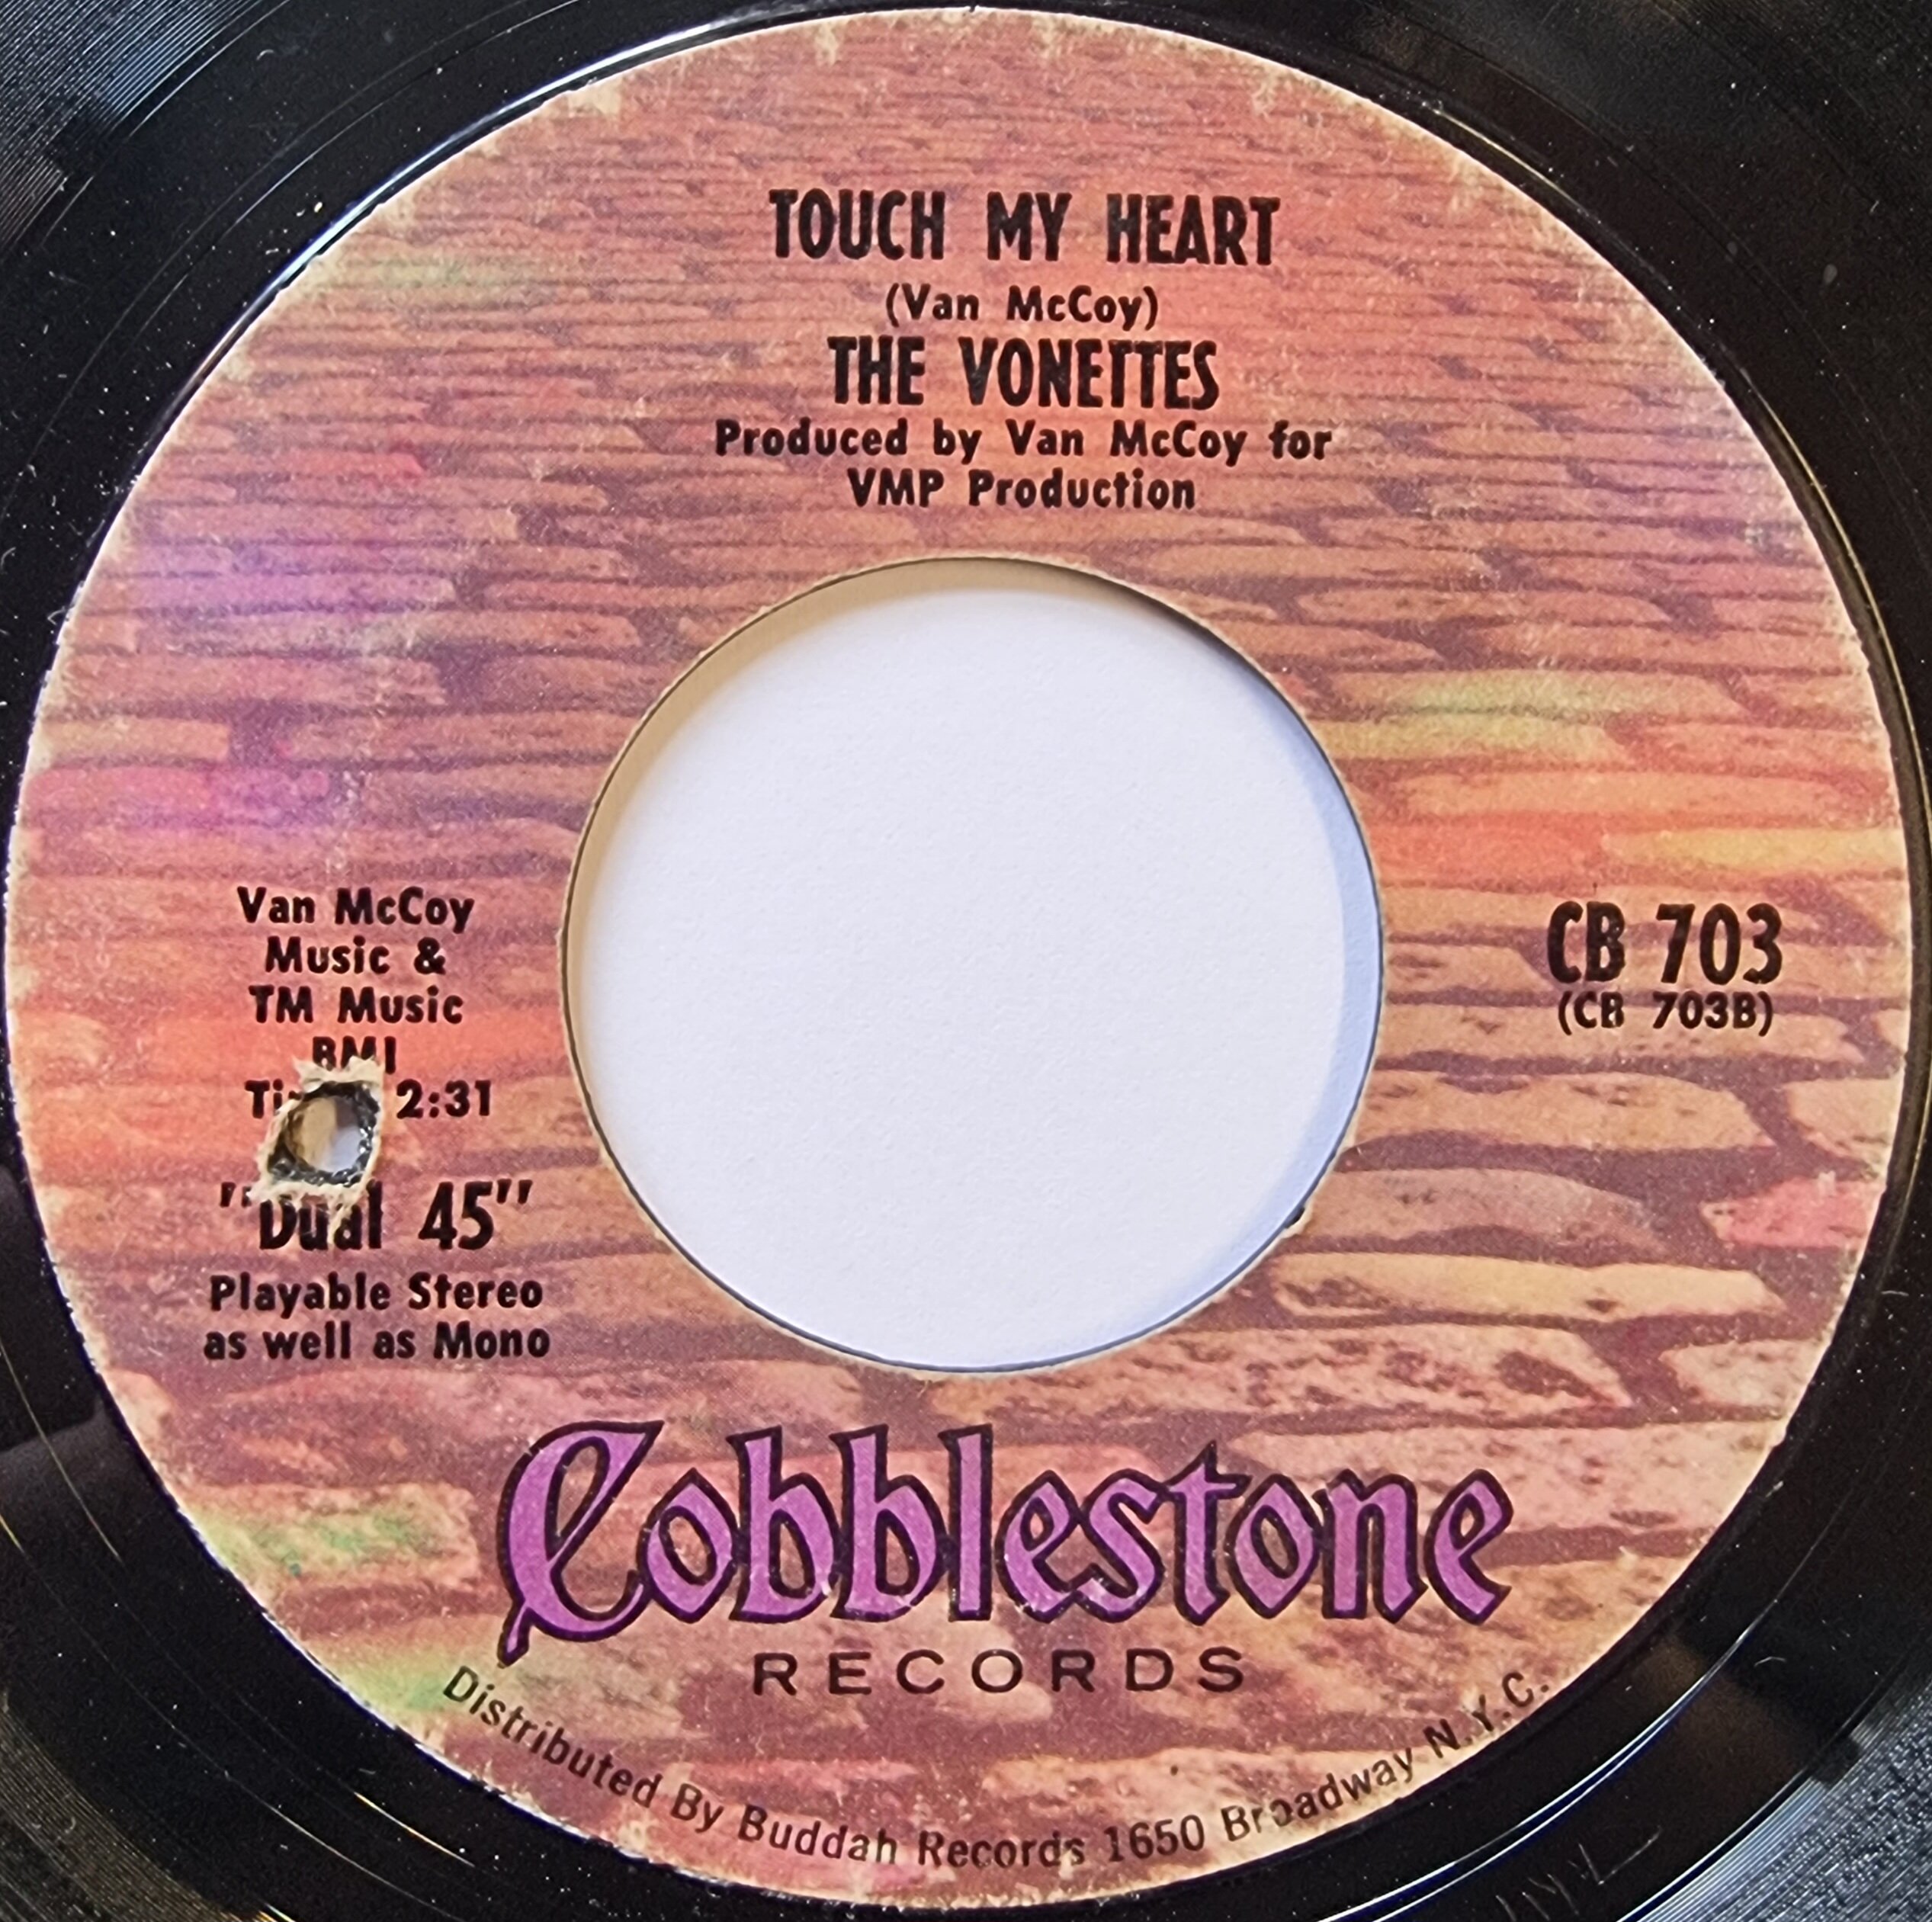 TOUCH MY HEART
(Van McCoy)
THE VONETTES
Produced by Van McCoy for
VMP Production
Van McCoy
Music &
TM Music
BMI
2:31
"Dual 45"
Playable Stereo
as well as Mono
CB 703
(CB 703B)
Cobblestone
RECORDS
Distributed By Buddah Records 1650 Broadway N.Y.C.